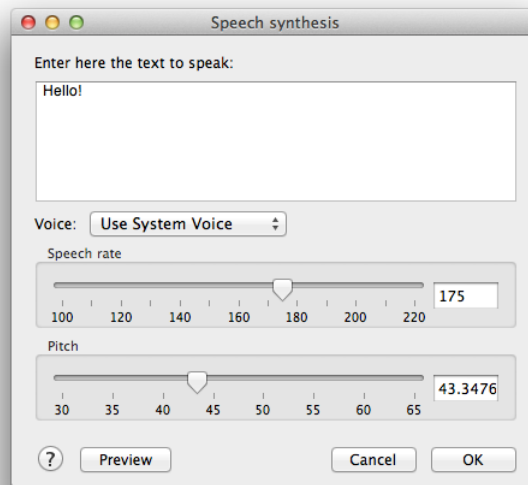 Speech synthesis
Enter here the text to speak:
Hello!
Voice: Use System Voice
Speech rate
175
100 120 140 160 180 200 220
Pitch
43.3476
30 35 40 45 50 55 60 65
? Preview Cancel OK